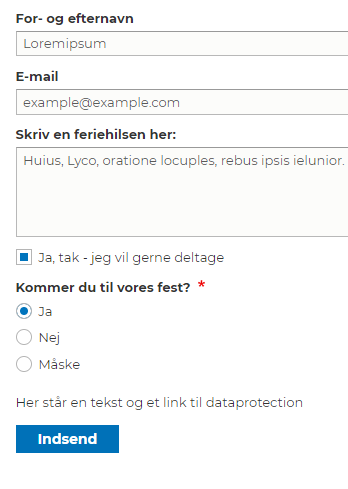 For- og efternavn
Loremipsum
E-mail
example@example.com
Skriv en feriehilsen her:
Huius, Lyco, oratione locuples, rebus ipsis ielunior.
Ja, tak - jeg vil gerne deltage
Kommer du til vores fest? *
Ja
Nej
Måske
Her står en tekst og et link til dataprotection
Indsend